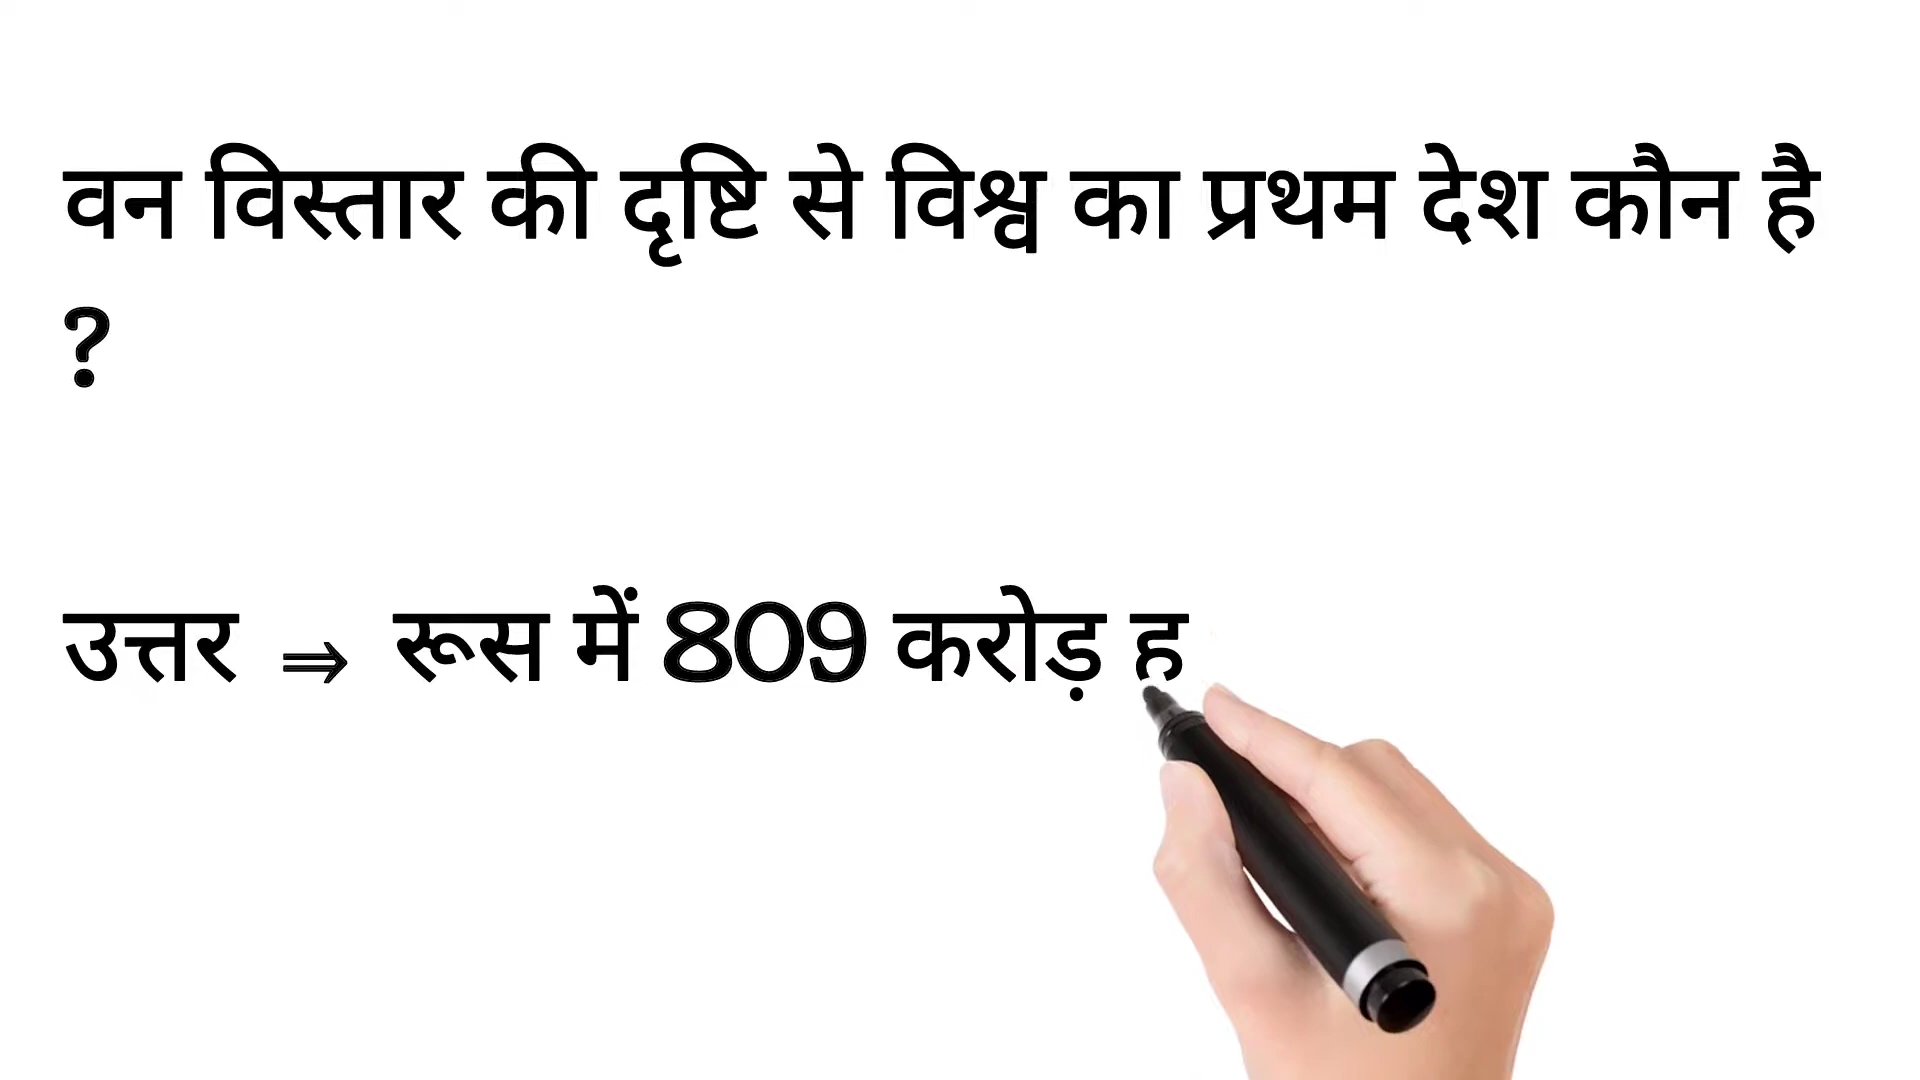 वन विस्तार की दृष्टि से विश्व का प्रथम देश कौन है
?
उत्तर ⇒ रूस में 809 करोड़ ह